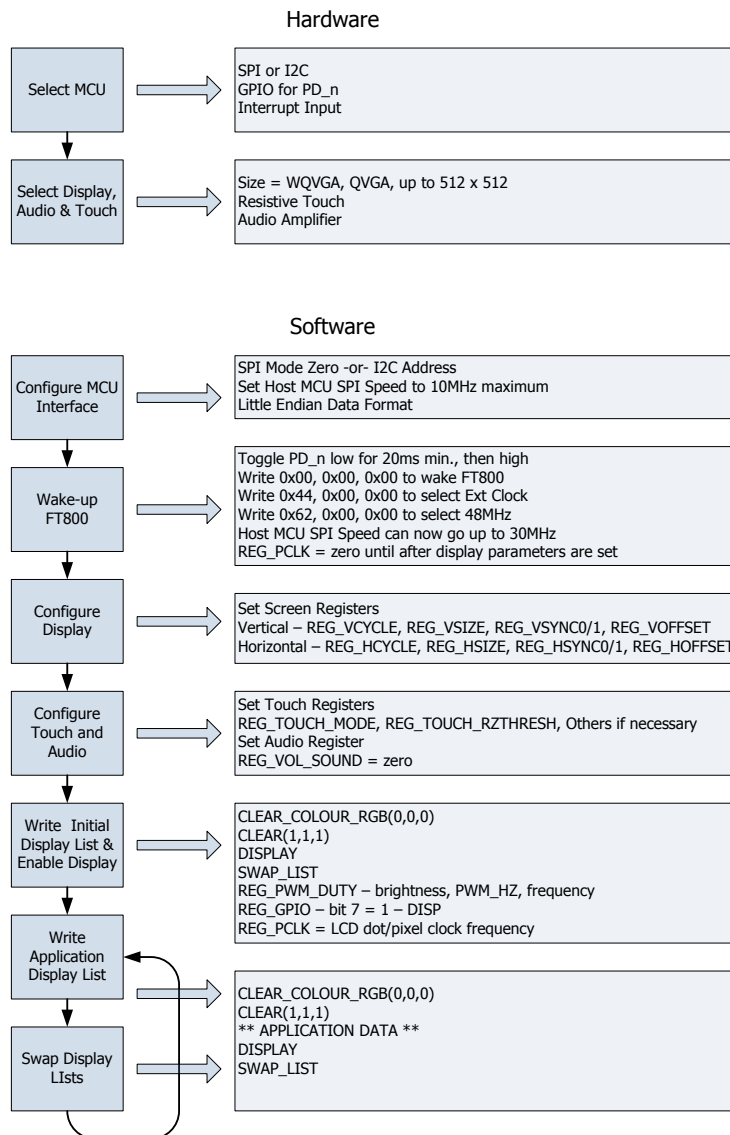 Hardware
Select MCU
SPI or I2C
GPIO for PD_n
Interrupt Input
Select Display,
Audio & Touch
Size = WQVGA, QVGA, up to 512 x 512
Resistive Touch
Audio Amplifier
Software
Configure MCU
Interface
SPI Mode Zero -or- I2C Address
Set Host MCU SPI Speed to 10MHz maximum
Little Endian Data Format
Wake-up
FT800
Toggle PD_n low for 20ms min., then high
Write 0x00, 0x00, 0x00 to wake FT800
Write 0x44, 0x00, 0x00 to select Ext Clock
Write 0x62, 0x00, 0x00 to select 48MHz
Host MCU SPI Speed can now go up to 30MHz
REG_PCLK = zero until after display parameters are set
Configure
Display
Set Screen Registers
Vertical – REG_VCYCLE, REG_VSIZE, REG_VSYNC0/1, REG_VOFFSET
Horizontal – REG_HCYCLE, REG_HSIZE, REG_HSYNC0/1, REG_HOFFSET
Configure
Touch and
Audio
Set Touch Registers
REG_TOUCH_MODE, REG_TOUCH_RZTHRESH, Others if necessary
Set Audio Register
REG_VOL_SOUND = zero
Write Initial
Display List &
Enable Display
CLEAR_COLOUR_RGB(0,0,0)
CLEAR(1,1,1)
DISPLAY
SWAP_LIST
REG_PWM_DUTY – brightness, PWM_HZ, frequency
REG_GPIO – bit 7 = 1 – DISP
REG_PCLK = LCD dot/pixel clock frequency
Write
Application
Display List
Swap Display
LIsts
CLEAR_COLOUR_RGB(0,0,0)
CLEAR(1,1,1)
** APPLICATION DATA **
DISPLAY
SWAP_LIST